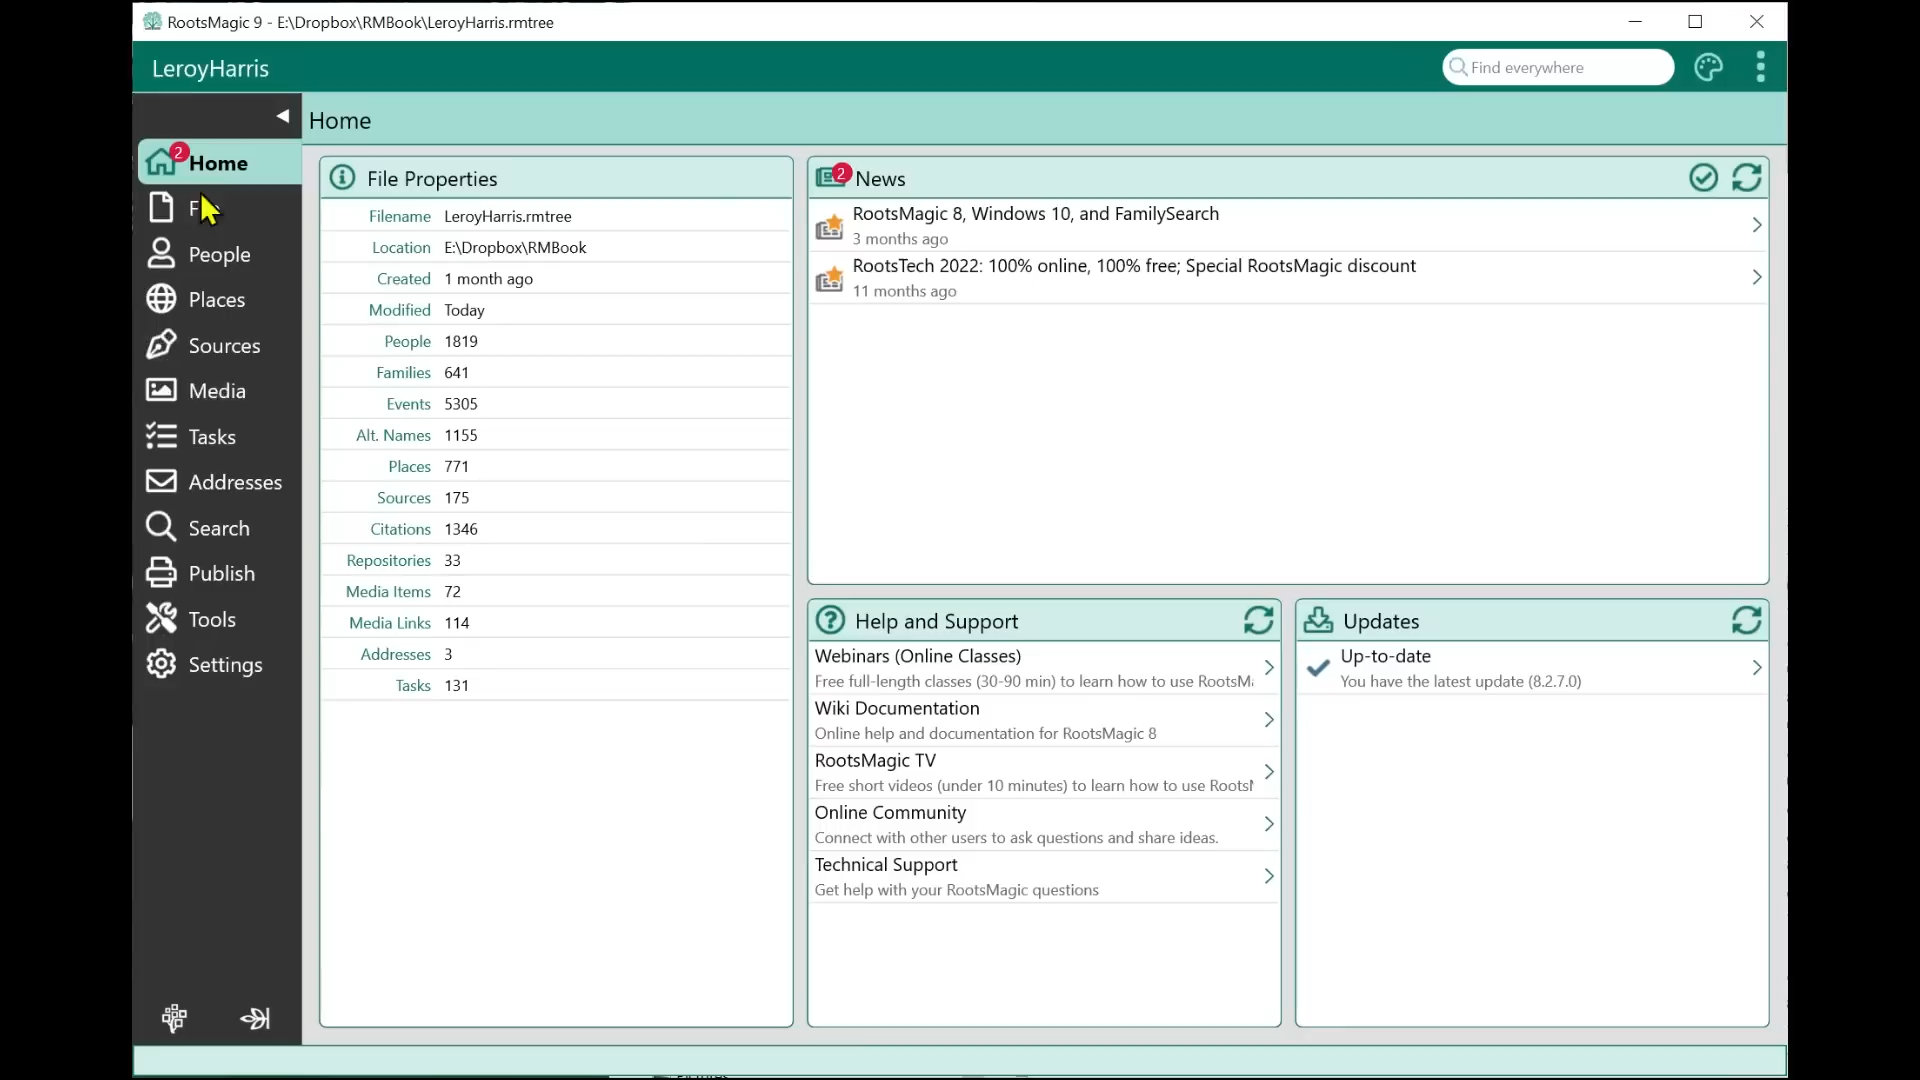 RootsMagic 9 - E:\Dropbox\RMBook\LeroyHarris.rmtree
LeroyHarris
Find everywhere
Home
2
Home
People
Places
Sources
Media
Tasks
Addresses
Search
Publish
Tools
Settings
File Properties
Filename LeroyHarris.rmtree
Location E:\Dropbox\RMBook
Created 1 month ago
Modified Today
People 1819
Families 641
Events 5305
Alt. Names 1155
Places 771
Sources 175
Citations 1346
Repositories 33
Media Items 72
Media Links 114
Addresses 3
Tasks 131
2
News
RootsMagic 8, Windows 10, and FamilySearch
3 months ago
RootsTech 2022: 100% online, 100% free; Special RootsMagic discount
11 months ago
Help and Support
Webinars (Online Classes)
Free full-length classes (30-90 min) to learn how to use
Wiki Documentation
Online help and documentation for RootsMagic 8
RootsMagic TV
Free short videos (under 10 minutes) to learn how to use
Online Community
Connect with other users to ask questions and share ideas.
Technical Support
Get help with your RootsMagic questions
Updates
Up-to-date
You have the latest update (8.2.7.0)